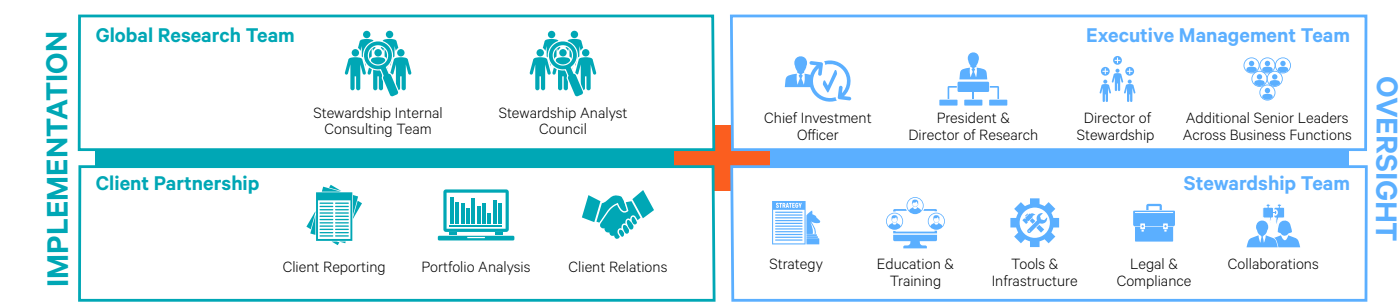 IMPLEMENTATION
Global Research Team
Stewardship Internal
Consulting Team
Stewardship Analyst
Council
Client Partnership
Client Reporting
Portfolio Analysis
Client Relations
Executive Management Team
Chief Investment
Officer
President &
Director of Research
Director of
Stewardship
Additional Senior Leaders
Across Business Functions
Stewardship Team
STRATEGY
Strategy
Education &
Training
Tools &
Infrastructure
Legal &
Compliance
Collaborations
OVERSIGHT